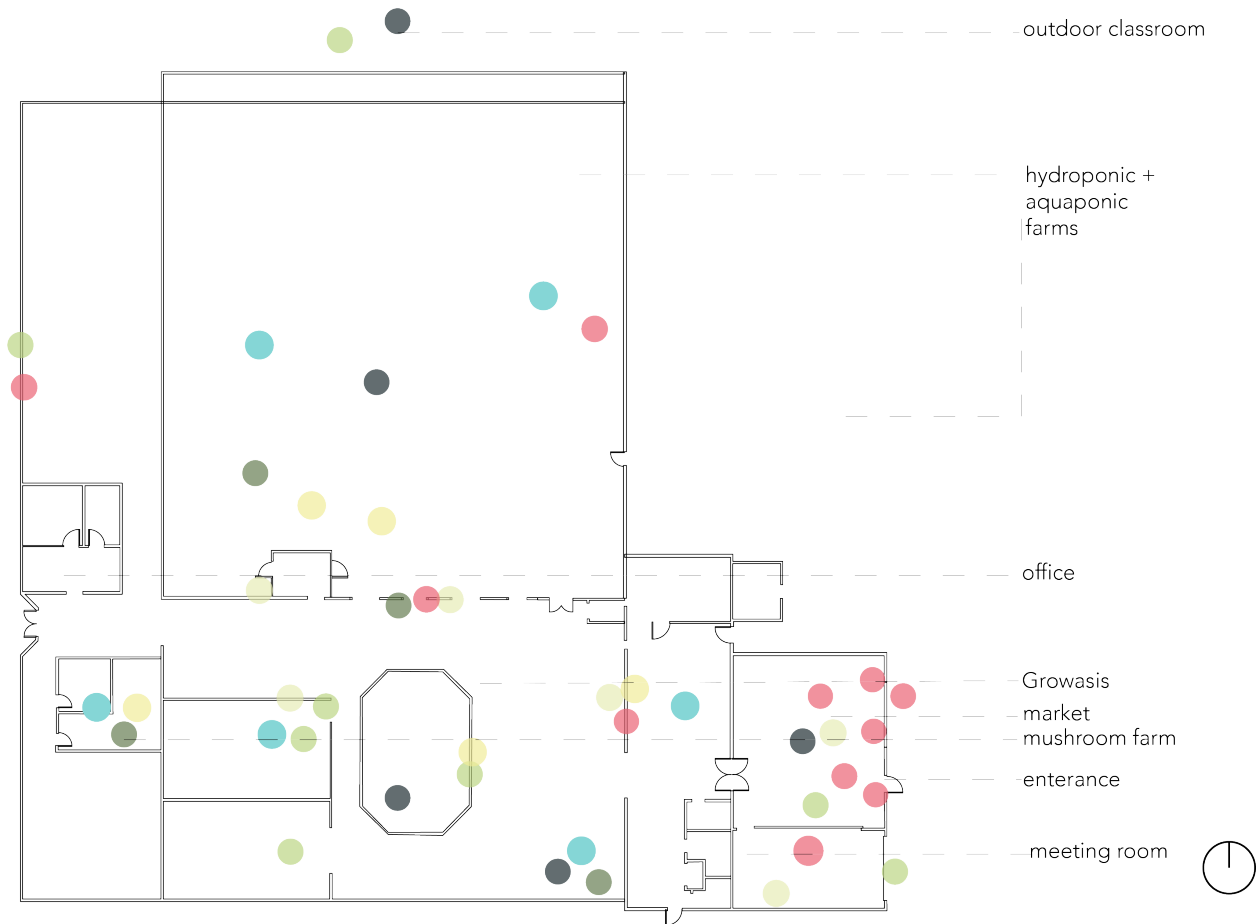 outdoor classroom
hydroponic +
aquaponic
farms
office
Growasis
market
mushroom farm
enterance
meeting room